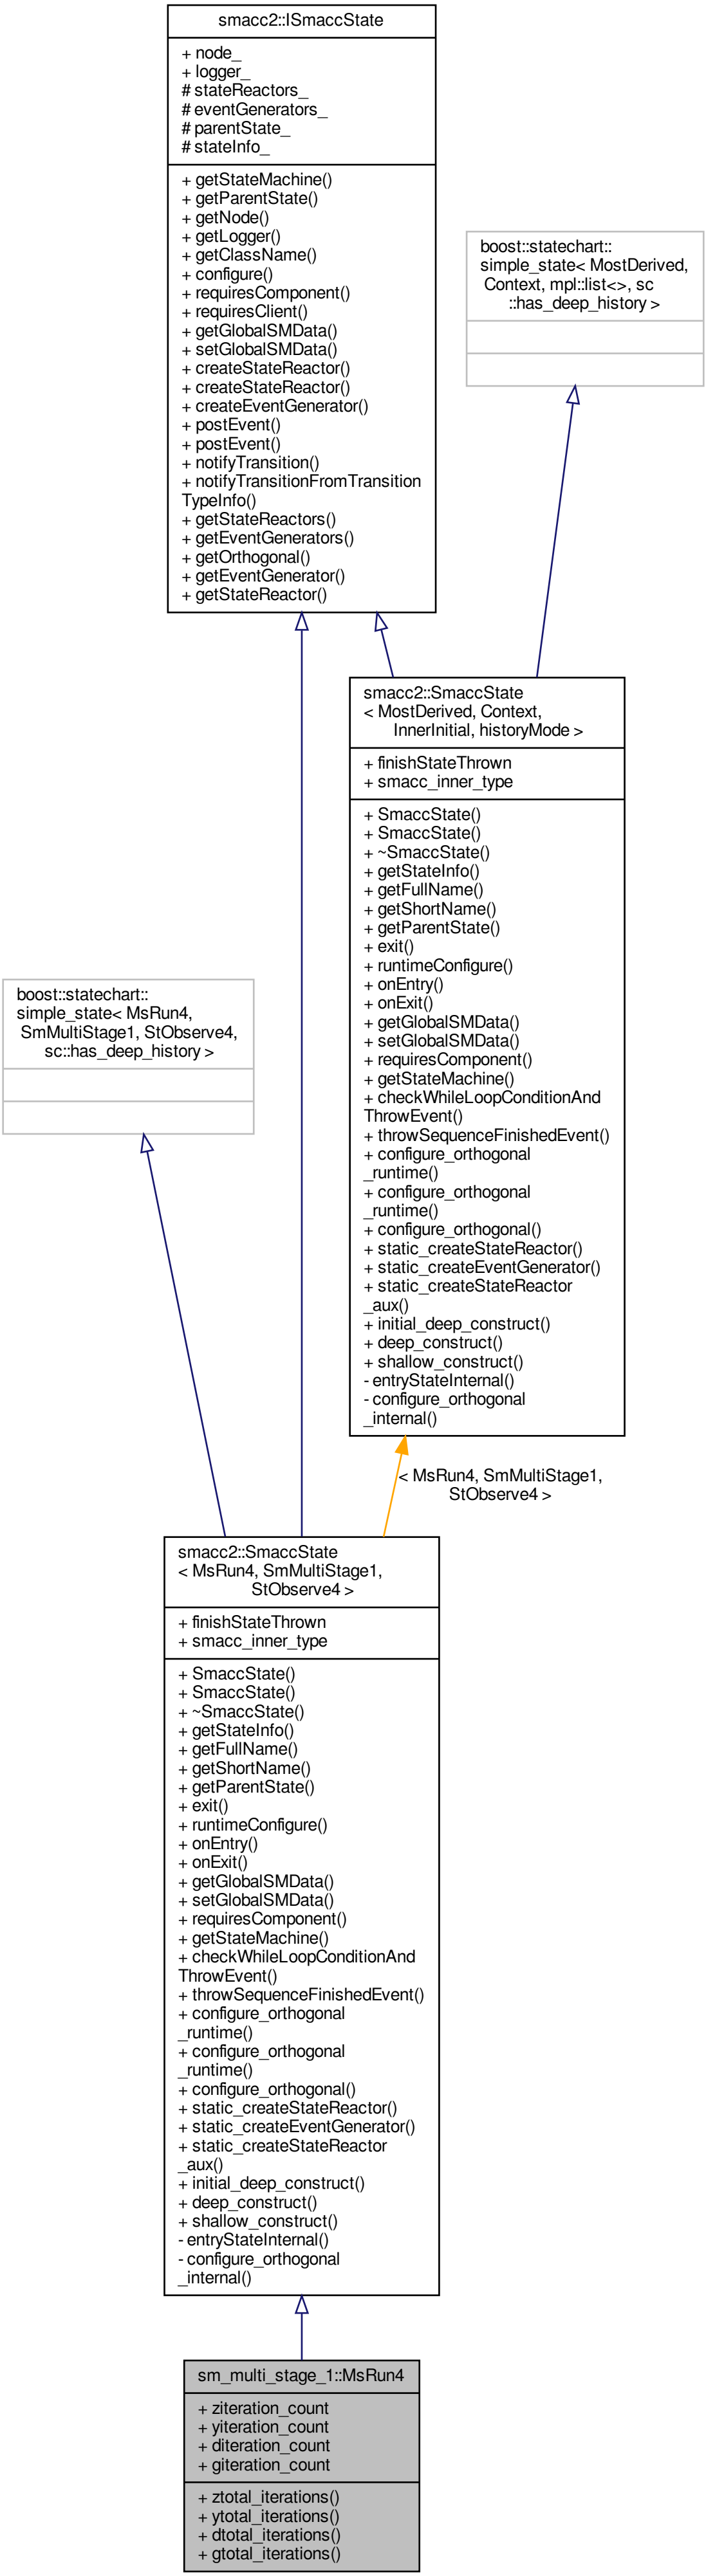 smacc2::ISmaccState
+ node_
+ logger_
# stateReactors_
# eventGenerators_
# parentState_
# stateInfo_
+ getStateMachine()
+ getParentState()
+ getNode()
+ getLogger()
+ getClassName()
+ configure()
+ requiresComponent()
+ requiresClient()
+ getGlobalSMData()
+ setGlobalSMData()
+ createStateReactor()
+ createStateReactor()
+ createEventGenerator()
+ postEvent()
+ postEvent()
+ notifyTransition()
+ notifyTransitionFromTransition
TypeInfo()
+ getStateReactors()
+ getEventGenerators()
+ getOrthogonal()
+ getEventGenerator()
+ getStateReactor()
boost::statechart::
simple_state< MostDerived,
Context, mpl::list<>, sc
::has_deep_history >
smacc2::SmaccState
< MostDerived, Context,
InnerInitial, historyMode >
+ finishStateThrown
+ smacc_inner_type
+ SmaccState()
+ SmaccState()
+ ~SmaccState()
+ getStateInfo()
+ getFullName()
+ getShortName()
+ getParentState()
+ exit()
+ runtimeConfigure()
+ onEntry()
+ onExit()
+ getGlobalSMData()
+ setGlobalSMData()
+ requiresComponent()
+ getStateMachine()
+ checkWhileLoopConditionAnd
ThrowEvent()
+ throwSequenceFinishedEvent()
+ configure_orthogonal
_runtime()
+ configure_orthogonal
_runtime()
+ configure_orthogonal()
+ static_createStateReactor()
+ static_createEventGenerator()
+ static_createStateReactor
_aux()
+ initial_deep_construct()
+ deep_construct()
+ shallow_construct()
- entryStateInternal()
- configure_orthogonal
_internal()
boost::statechart::
simple_state< MsRun4,
SmMultiStage1, StObserve4,
sc::has_deep_history >
< MsRun4, SmMultiStage1,
StObserve4 >
smacc2::SmaccState
< MsRun4, SmMultiStage1,
StObserve4 >
+ finishStateThrown
+ smacc_inner_type
+ SmaccState()
+ SmaccState()
+ ~SmaccState()
+ getStateInfo()
+ getFullName()
+ getShortName()
+ getParentState()
+ exit()
+ runtimeConfigure()
+ onEntry()
+ onExit()
+ getGlobalSMData()
+ setGlobalSMData()
+ requiresComponent()
+ getStateMachine()
+ checkWhileLoopConditionAnd
ThrowEvent()
+ throwSequenceFinishedEvent()
+ configure_orthogonal
_runtime()
+ configure_orthogonal
_runtime()
+ configure_orthogonal()
+ static_createStateReactor()
+ static_createEventGenerator()
+ static_createStateReactor
_aux()
+ initial_deep_construct()
+ deep_construct()
+ shallow_construct()
- entryStateInternal()
- configure_orthogonal
_internal()
sm_multi_stage_1::MsRun4
+ ziteration_count
+ yiteration_count
+ diteration_count
+ giteration_count
+ ztotal_iterations()
+ ytotal_iterations()
+ dtotal_iterations()
+ gtotal_iterations()